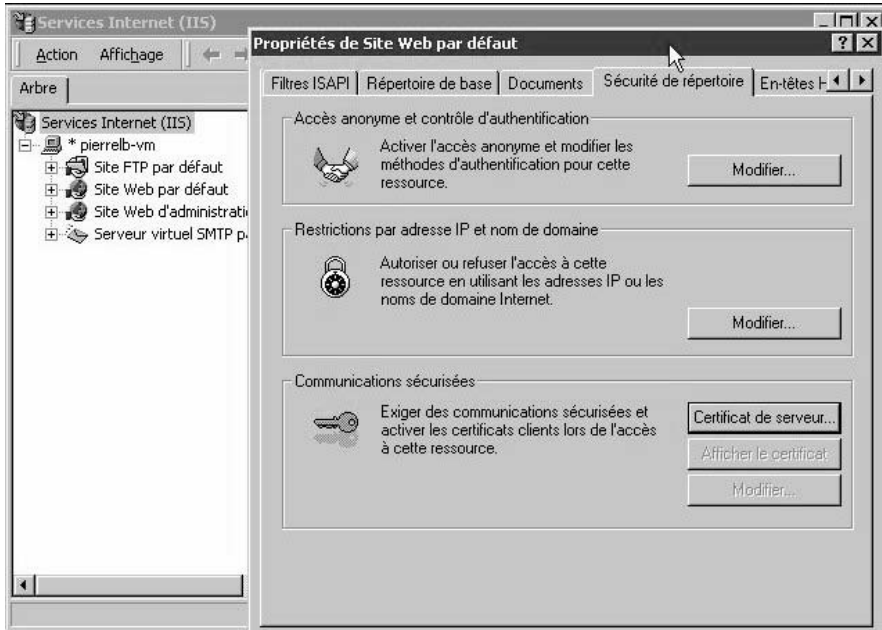 Services Internet (IIS)
Action Affichage
Arbre
Services Internet (IIS)
* pierrelb-vm
Site FTP par défaut
Site Web par défaut
Site Web d'administrati
Serveur virtuel SMTP p
Propriétés de Site Web par défaut
Filtres ISAPI Répertoire de base Documents Sécurité de répertoire En-têtes H
Accès anonyme et contrôle d'authentification
Activer l'accès anonyme et modifier les
méthodes d'authentification pour cette
ressource.
Modifier...
Restrictions par adresse IP et nom de domaine
Autoriser ou refuser l'accès à cette
ressource en utilisant les adresses IP ou les
noms de domaine Internet.
Modifier...
Communications sécurisées
Exiger des communications sécurisées et
activer les certificats clients lors de l'accès
à cette ressource.
Certificat de serveur...
Afficher le certificat
Modifier...